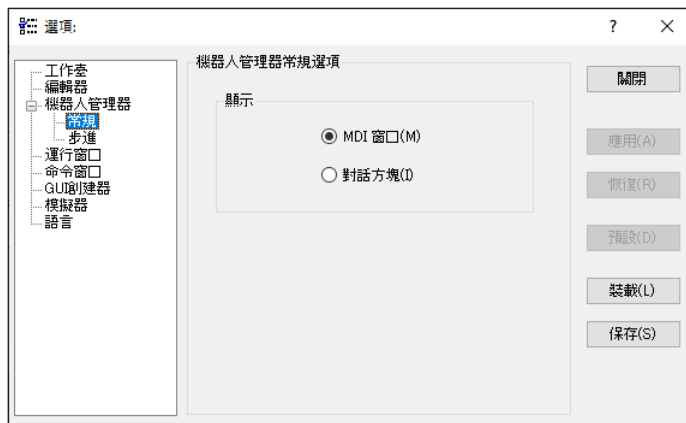 選項:
?
工作臺
編輯器
機器人管理器
常規
步進
運行窗口
命令窗口
GUI創建器
模擬器
語言
機器人管理器常規選項
顯示
MDI 窗口(M)
對話方塊(I)
關閉
應用(A)
恢復(R)
預設(D)
裝載(L)
保存(S)